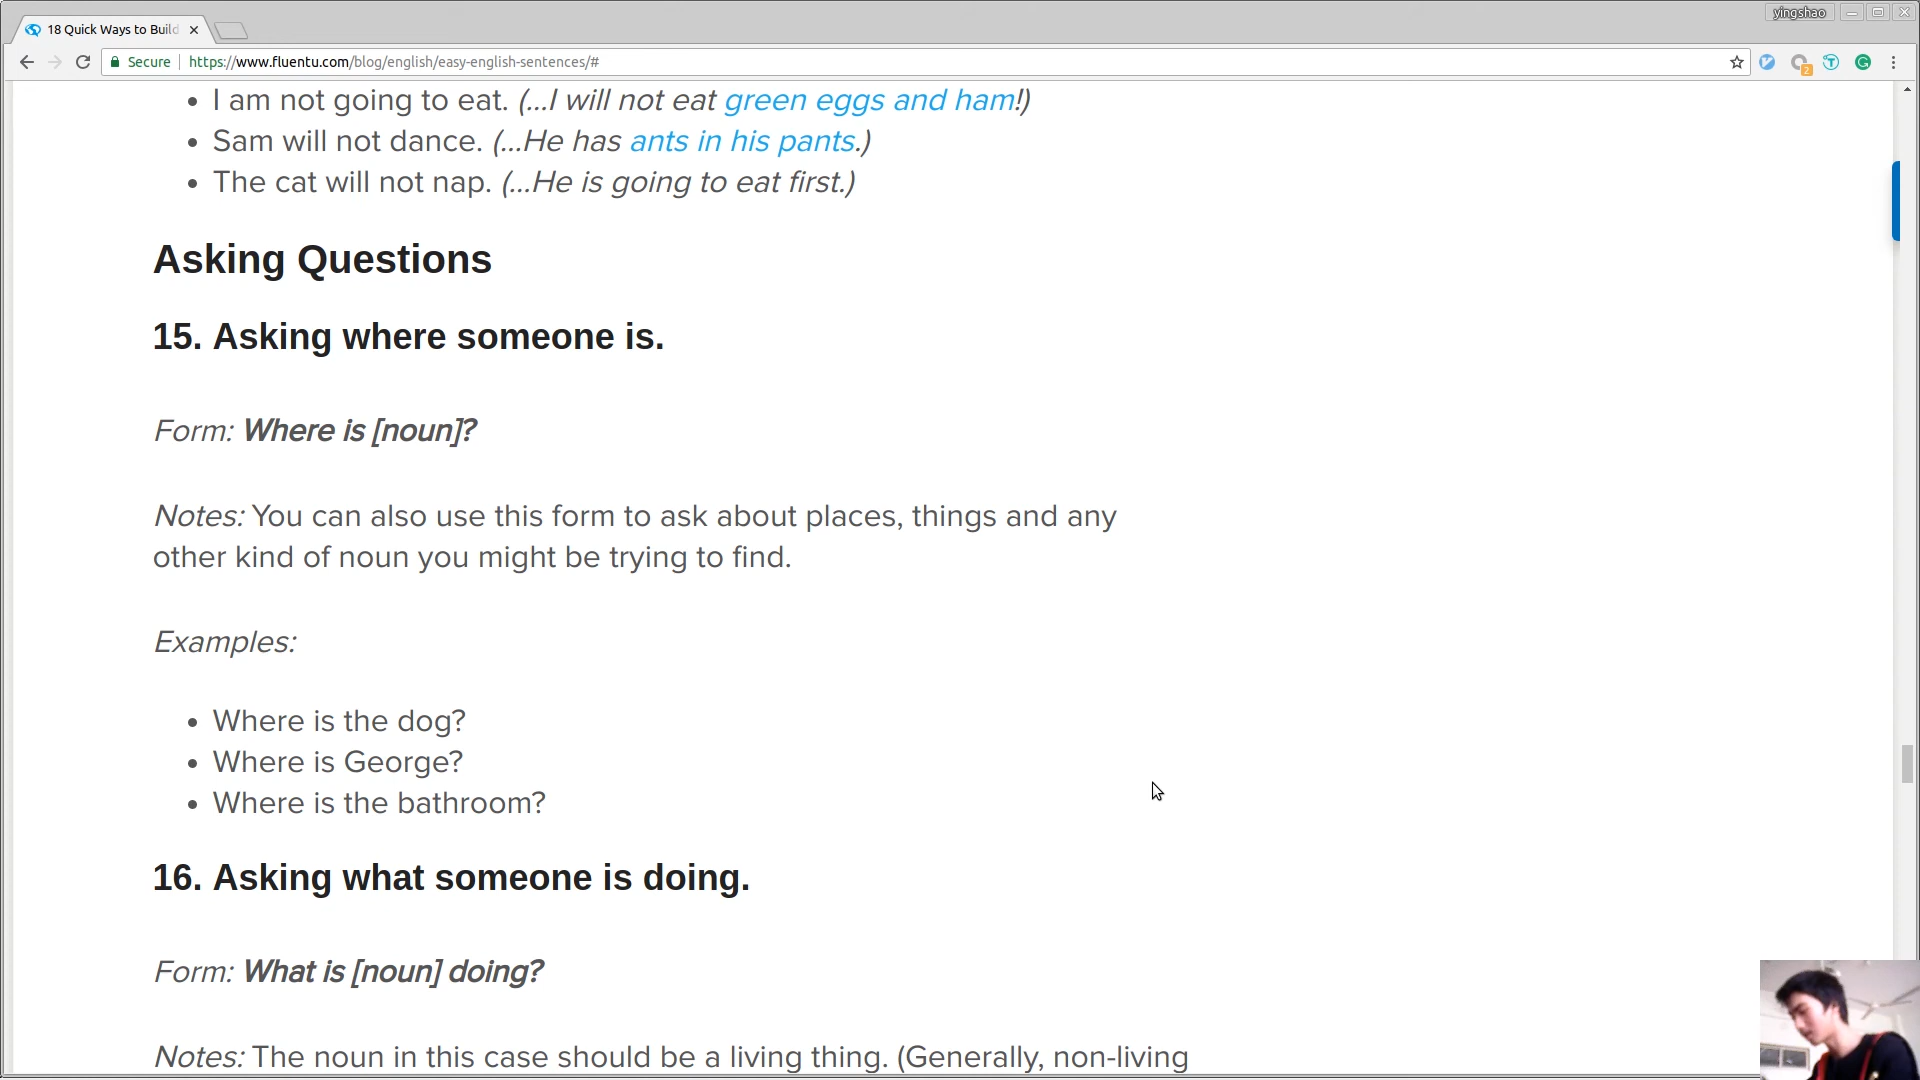 18 Quick Ways to Build
yingshao
Secure
https://www.fluentu.com/blog/english/easy-english-sentences/#
2
I am not going to eat. (...I will not eat green eggs and ham!)
Sam will not dance. (...He has ants in his pants.)
The cat will not nap. (...He is going to eat first.)
Asking Questions
15. Asking where someone is.
Form: Where is [noun]?
Notes: You can also use this form to ask about places, things and any
other kind of noun you might be trying to find.
Examples:
Where is the dog?
Where is George?
Where is the bathroom?
16. Asking what someone is doing.
Form: What is [noun] doing?
Notes: The noun in this case should be a living thing. (Generally, non-living